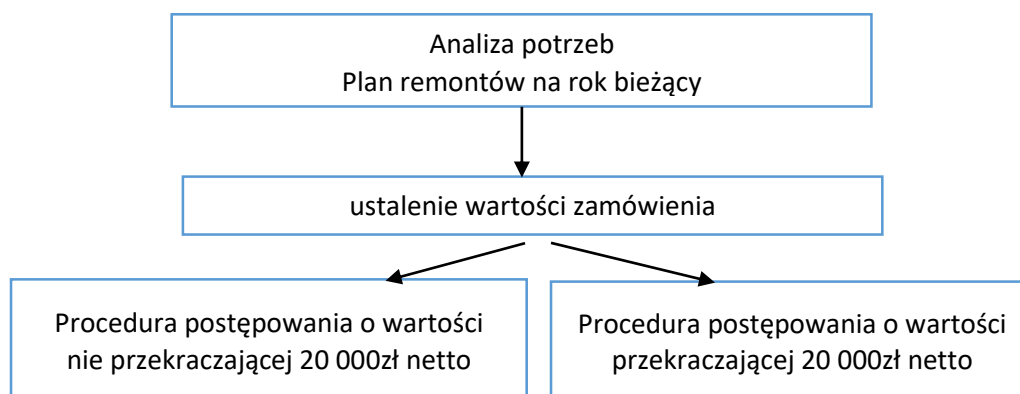 Analiza potrzeb
Plan remontów na rok bieżący
ustalenie wartości zamówienia
Procedura postępowania o wartości
nie przekraczającej 20 000zł netto
Procedura postępowania o wartości
przekraczającej 20 000zł netto